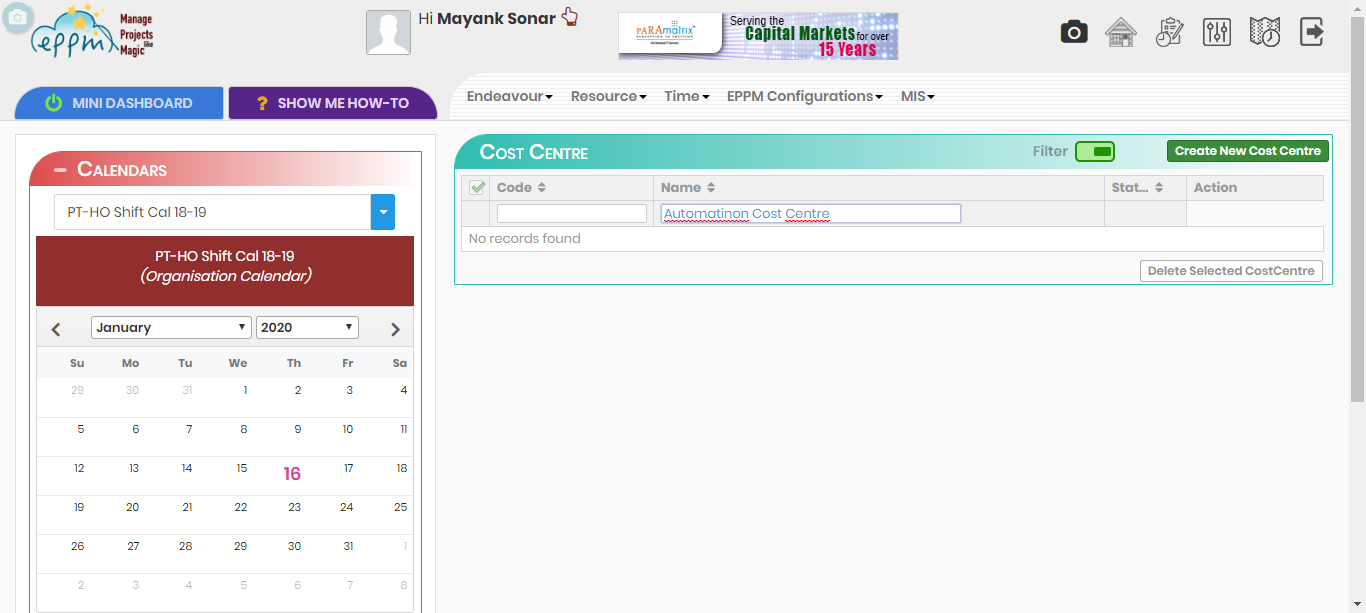 eppm
Manage
Projects
like
Magic
Hi Mayank Sonar
PARAmatrix
Serving the
Capital Markets for over
15 Years
MINI DASHBOARD
? SHOW ME HOW-TO
Endeavour Resource Time EPPM Configurations MIS
CALENDARS
PT-HO Shift Cal 18-19
PT-HO Shift Cal 18-19
(Organisation Calendar)
January 2020
Su Mo Tu We Th Fr Sa
29 30 31 1 2 3 4
5 6 7 8 9 10 11
12 13 14 15 16 17 18
19 20 21 22 23 24 25
26 27 28 29 30 31 1
2 3 4 5 6 7 8
COST CENTRE
Filter
Create New Cost Centre
Code Name Stat... Action
Automatinon Cost Centre
No records found
Delete Selected CostCentre